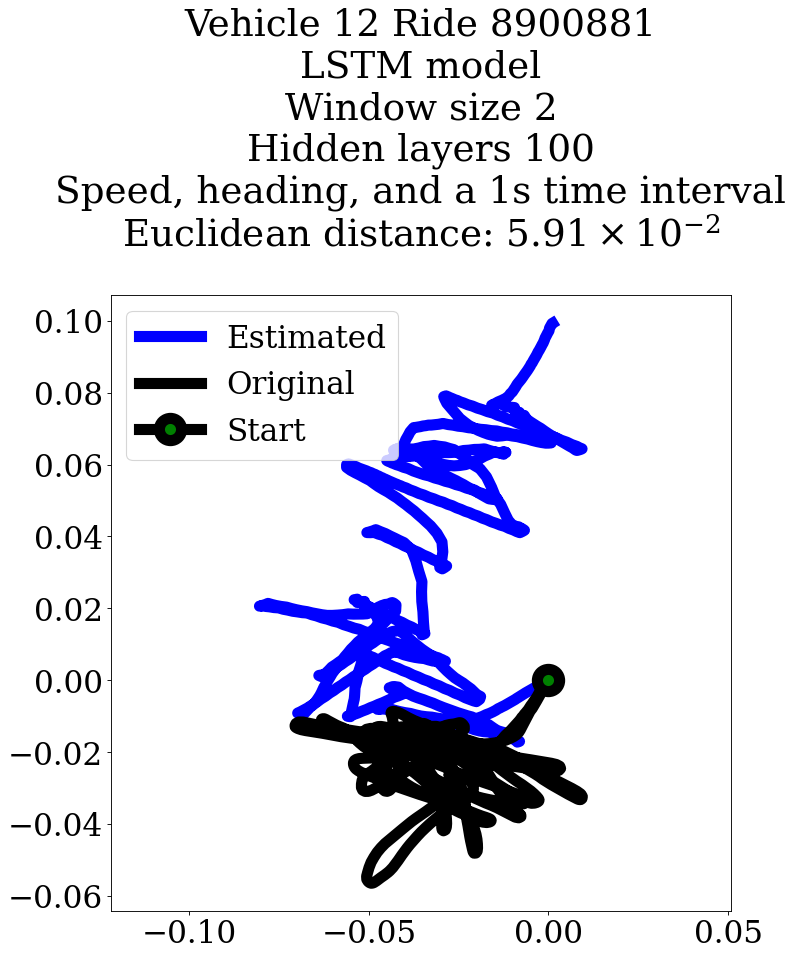 Vehicle 12 Ride 8900881
LSTM model
Window size 2
Hidden layers 100
Speed, heading, and a 1s time interval
Euclidean distance: 5.91 × 10⁻²
Estimated
Original
Start
0.10
0.08
0.06
0.04
0.02
0.00
−0.02
−0.04
−0.06
−0.10 −0.05 0.00 0.05